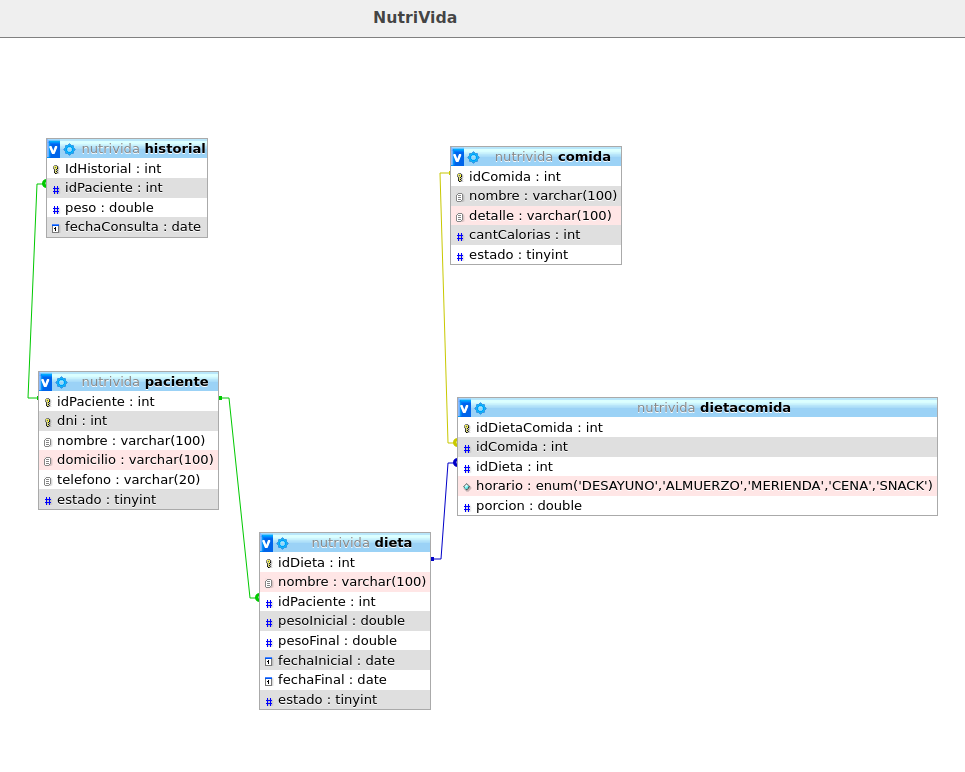 NutriVida
nutrivida historial
IdHistorial : int
idPaciente : int
peso : double
fechaConsulta : date
nutrivida comida
idComida : int
nombre : varchar(100)
detalle : varchar(100)
cantCalorias : int
estado : tinyint
nutrivida paciente
idPaciente : int
dni : int
nombre : varchar(100)
domicilio : varchar(100)
telefono : varchar(20)
estado : tinyint
nutrivida dietacomida
idDietaComida : int
idComida : int
idDieta : int
horario : enum('DESAYUNO','ALMUERZO','MERIENDA','CENA','SNACK')
porcion : double
nutrivida dieta
idDieta : int
nombre : varchar(100)
idPaciente : int
pesoInicial : double
pesoFinal : double
fechaInicial : date
fechaFinal : date
estado : tinyint